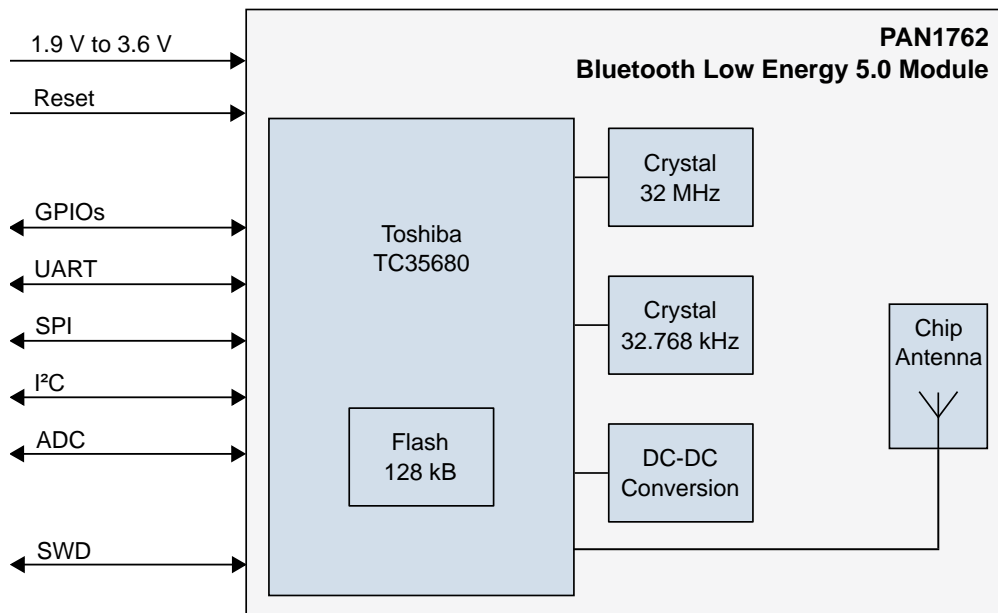 PAN1762
Bluetooth Low Energy 5.0 Module
1.9 V to 3.6 V
Reset
GPIOs
UART
SPI
I²C
ADC
SWD
Toshiba
TC35680
Flash
128 kB
Crystal
32 MHz
Crystal
32.768 kHz
DC-DC
Conversion
Chip
Antenna